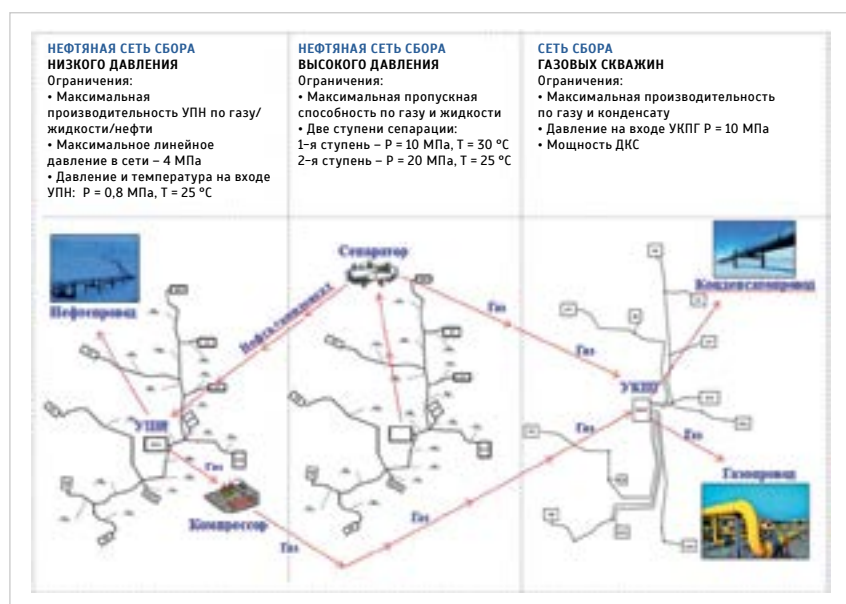 НЕФТЯНАЯ СЕТЬ СБОРА
НИЗКОГО ДАВЛЕНИЯ
Ограничения:
• Максимальная
производительность УПН по газу/
жидкости/нефти
• Максимальное линейное
давление в сети – 4 МПа
• Давление и температура на входе
УПН: P = 0,8 МПа, T = 25 °C
НЕФТЯНАЯ СЕТЬ СБОРА
ВЫСОКОГО ДАВЛЕНИЯ
Ограничения:
• Максимальная пропускная
способность по газу и жидкости
• Две ступени сепарации:
1-я ступень – P = 10 МПа, T = 30 °C
2-я ступень – P = 20 МПа, T = 25 °C
СЕТЬ СБОРА
ГАЗОВЫХ СКВАЖИН
Ограничения:
• Максимальная производительность
по газу и конденсату
• Давление на входе УКПГ P = 10 МПа
• Мощность ДКС
Нефтепровод
УПН
Газ
Компрессор
Газ
Нефть/конденсат
Сепаратор
Газ
Газ
Газ
Газ
Конденсатопровод
УКПГ
Газ
Газопровод